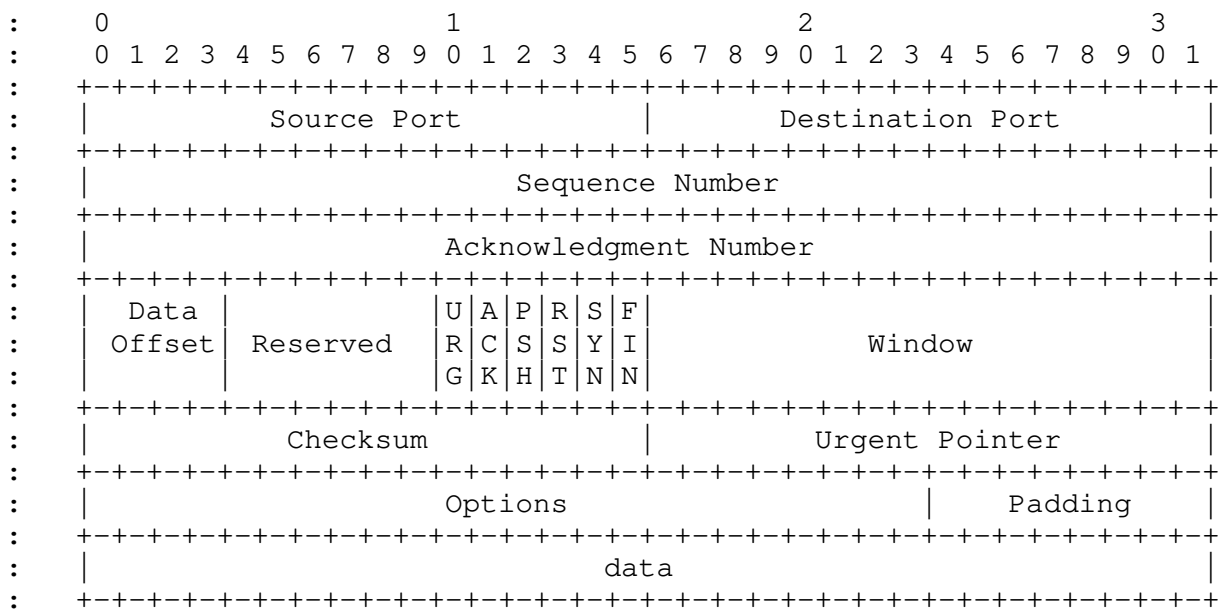 :     0                   1                   2                   3
:     0 1 2 3 4 5 6 7 8 9 0 1 2 3 4 5 6 7 8 9 0 1 2 3 4 5 6 7 8 9 0 1
:    +-+-+-+-+-+-+-+-+-+-+-+-+-+-+-+-+-+-+-+-+-+-+-+-+-+-+-+-+-+-+-+-+
:    |          Source Port          |       Destination Port        |
:    +-+-+-+-+-+-+-+-+-+-+-+-+-+-+-+-+-+-+-+-+-+-+-+-+-+-+-+-+-+-+-+-+
:    |                        Sequence Number                        |
:    +-+-+-+-+-+-+-+-+-+-+-+-+-+-+-+-+-+-+-+-+-+-+-+-+-+-+-+-+-+-+-+-+
:    |                    Acknowledgment Number                      |
:    +-+-+-+-+-+-+-+-+-+-+-+-+-+-+-+-+-+-+-+-+-+-+-+-+-+-+-+-+-+-+-+-+
:    |  Data |           |U|A|P|R|S|F|                               |
:    | Offset| Reserved  |R|C|S|S|Y|I|            Window             |
:    |       |           |G|K|H|T|N|N|                               |
:    +-+-+-+-+-+-+-+-+-+-+-+-+-+-+-+-+-+-+-+-+-+-+-+-+-+-+-+-+-+-+-+-+
:    |           Checksum            |         Urgent Pointer        |
:    +-+-+-+-+-+-+-+-+-+-+-+-+-+-+-+-+-+-+-+-+-+-+-+-+-+-+-+-+-+-+-+-+
:    |                    Options                    |    Padding    |
:    +-+-+-+-+-+-+-+-+-+-+-+-+-+-+-+-+-+-+-+-+-+-+-+-+-+-+-+-+-+-+-+-+
:    |                             data                              |
:    +-+-+-+-+-+-+-+-+-+-+-+-+-+-+-+-+-+-+-+-+-+-+-+-+-+-+-+-+-+-+-+-+